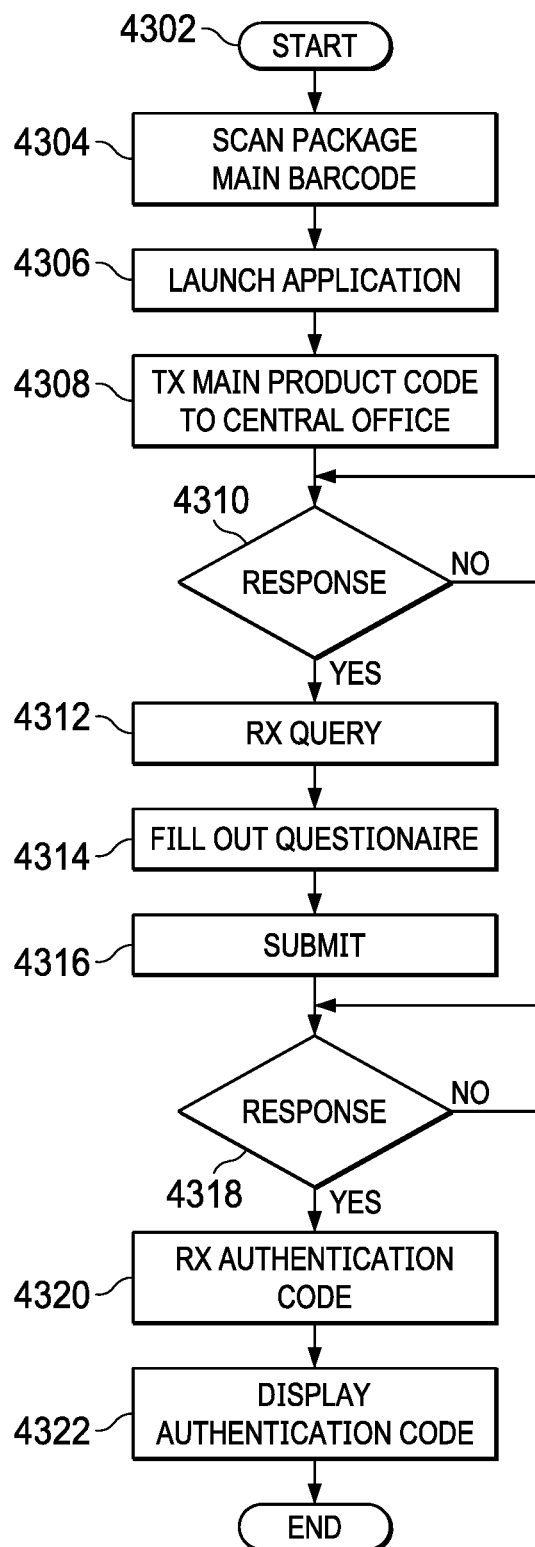 4302
START
4304
SCAN PACKAGE
MAIN BARCODE
4306
LAUNCH APPLICATION
4308
TX MAIN PRODUCT CODE
TO CENTRAL OFFICE
4310
RESPONSE
NO
YES
4312
RX QUERY
4314
FILL OUT QUESTIONAIRE
4316
SUBMIT
RESPONSE
NO
4318
YES
4320
RX AUTHENTICATION
CODE
4322
DISPLAY
AUTHENTICATION CODE
END